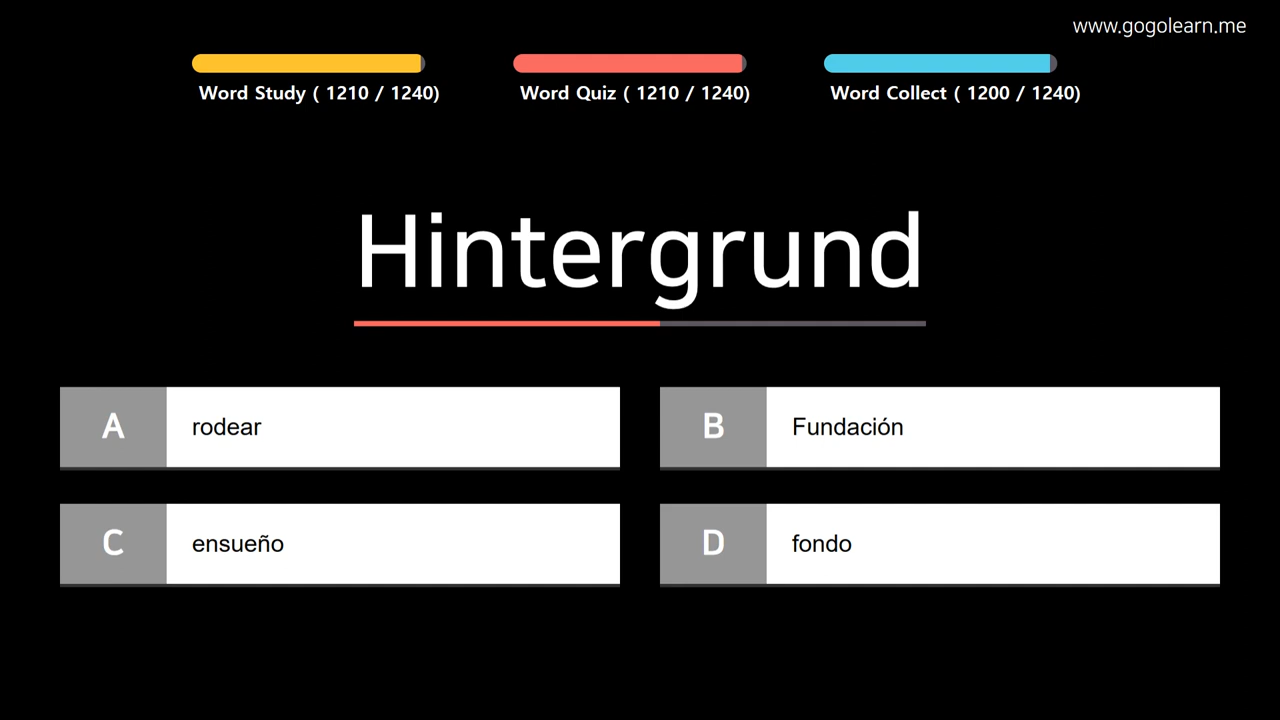 www.gogolearn.me
Word Study ( 1210 / 1240)
Word Quiz ( 1210 / 1240)
Word Collect ( 1200 / 1240)
Hintergrund
A
rodear
B
Fundación
C
ensueño
D
fondo